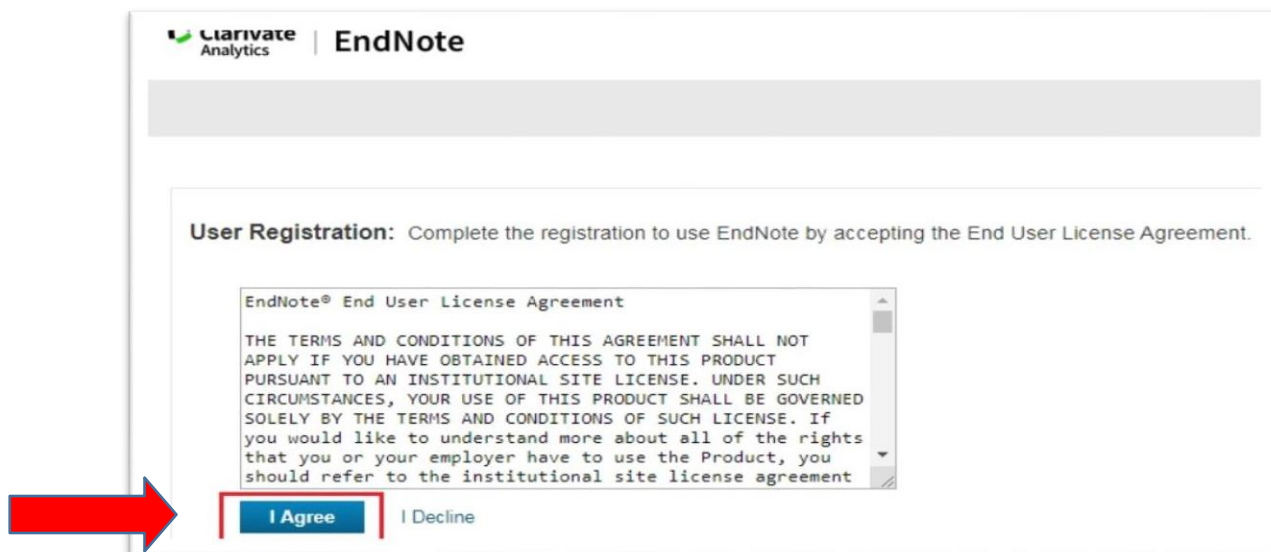 Clarivate
Analytics
EndNote
User Registration: Complete the registration to use EndNote by accepting the End User License Agreement.
EndNote® End User License Agreement
THE TERMS AND CONDITIONS OF THIS AGREEMENT SHALL NOT
APPLY IF YOU HAVE OBTAINED ACCESS TO THIS PRODUCT
PURSUANT TO AN INSTITUTIONAL SITE LICENSE. UNDER SUCH
CIRCUMSTANCES, YOUR USE OF THIS PRODUCT SHALL BE GOVERNED
SOLELY BY THE TERMS AND CONDITIONS OF SUCH LICENSE. If
you would like to understand more about all of the rights
that you or your employer have to use the Product, you
should refer to the institutional site license agreement
I Agree
I Decline